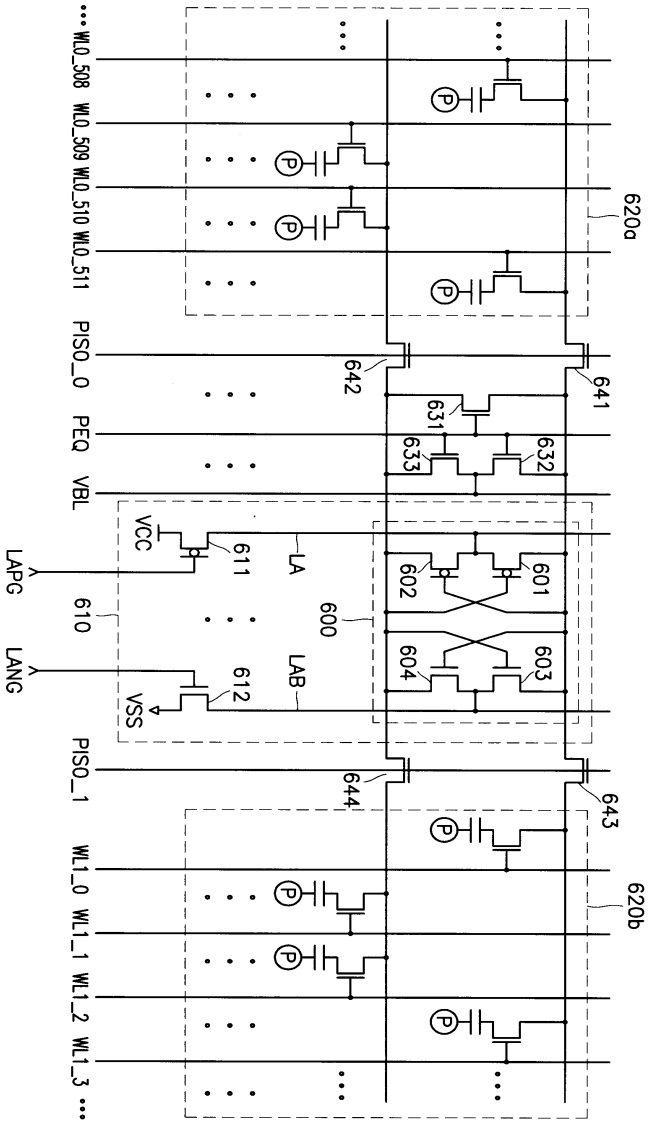 620a
620b
641
642
631
632
633
601
602
603
604
600
643
644
611
612
610
LA
LAB
VCC
VSS
P
P
P
P
P
P
P
P
LAPG
LANG
... WL0_508
WL0_509
WL0_510
WL0_511
PISO_0
PEQ
VBL
PISO_1
WL1_0
WL1_1
WL1_2
WL1_3 ...